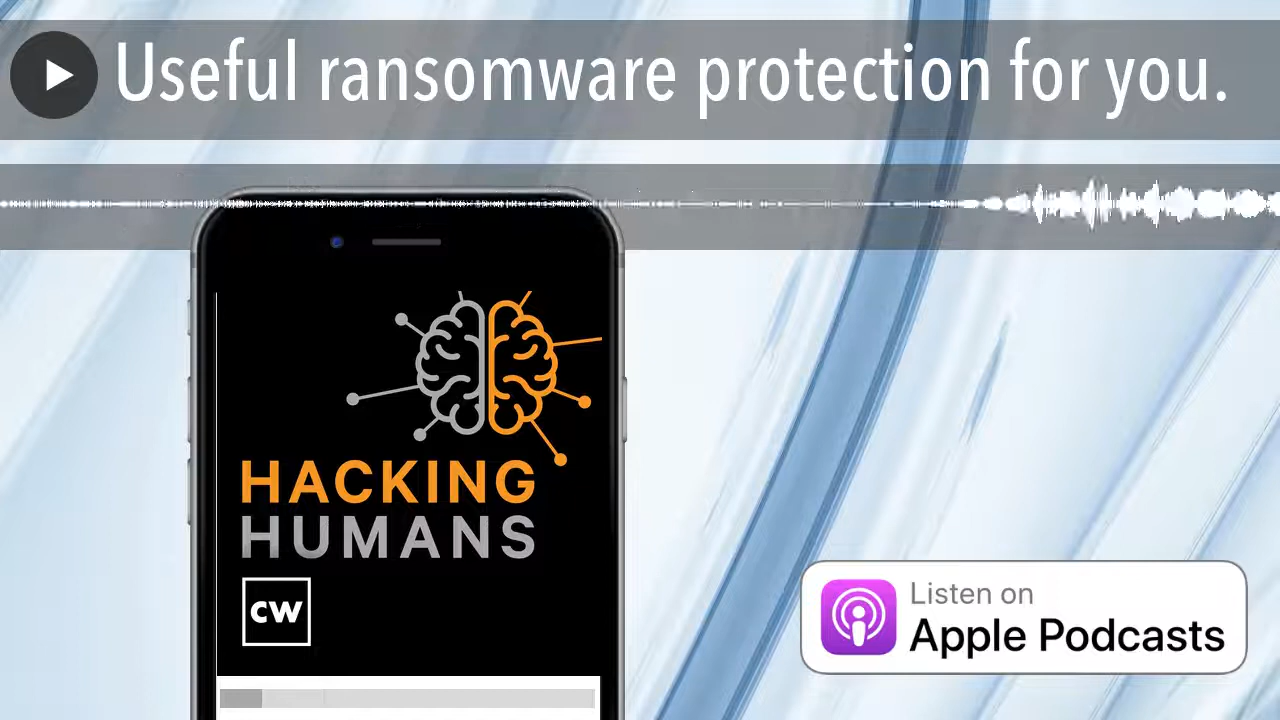 Useful ransomware protection for you.
HACKING
HUMANS
CW
Listen on
Apple Podcasts